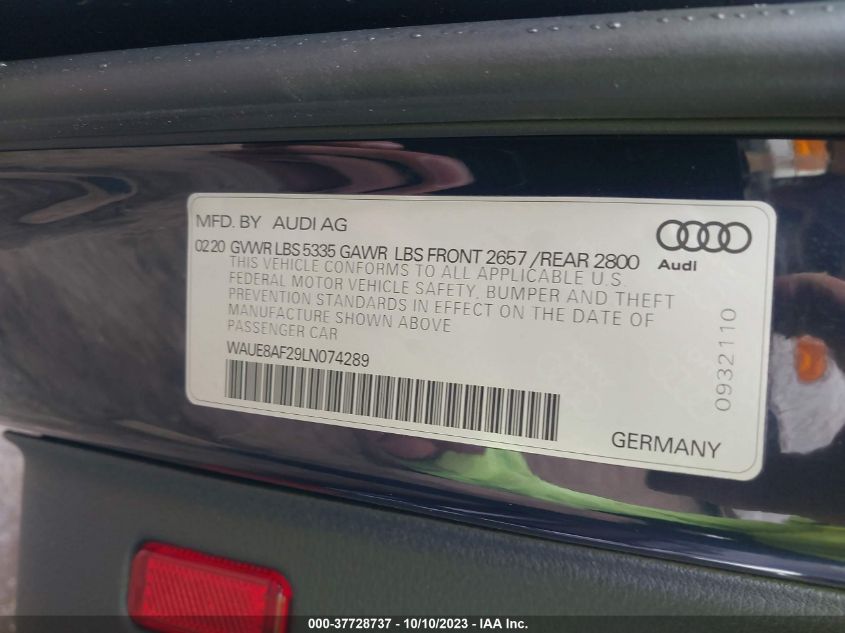 MFD. BY AUDI AG
0220 GVWR LBS 5335 GAWR LBS FRONT 2657 /REAR 2800
THIS VEHICLE CONFORMS TO ALL APPLICABLE U.S.
FEDERAL MOTOR VEHICLE SAFETY, BUMPER AND THEFT
PREVENTION STANDARDS IN EFFECT ON THE DATE OF
MANUFACTURE SHOWN ABOVE
PASSENGER CAR
WAUE8AF29LN074289
Audi
0932110
GERMANY
000-37728737 - 10/10/2023 - IAA Inc.